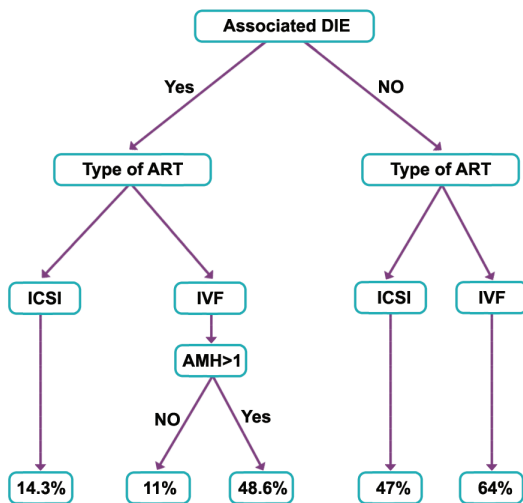 Associated DIE
Yes
NO
Type of ART
Type of ART
ICSI
IVF
ICSI
IVF
AMH>1
NO
Yes
14.3%
11%
48.6%
47%
64%